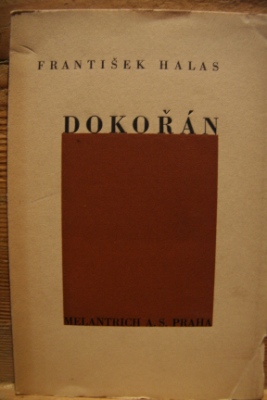 FRANTIŠEK HALAS
DOKOŘÁN
MELANTRICH A. S. PRAHA